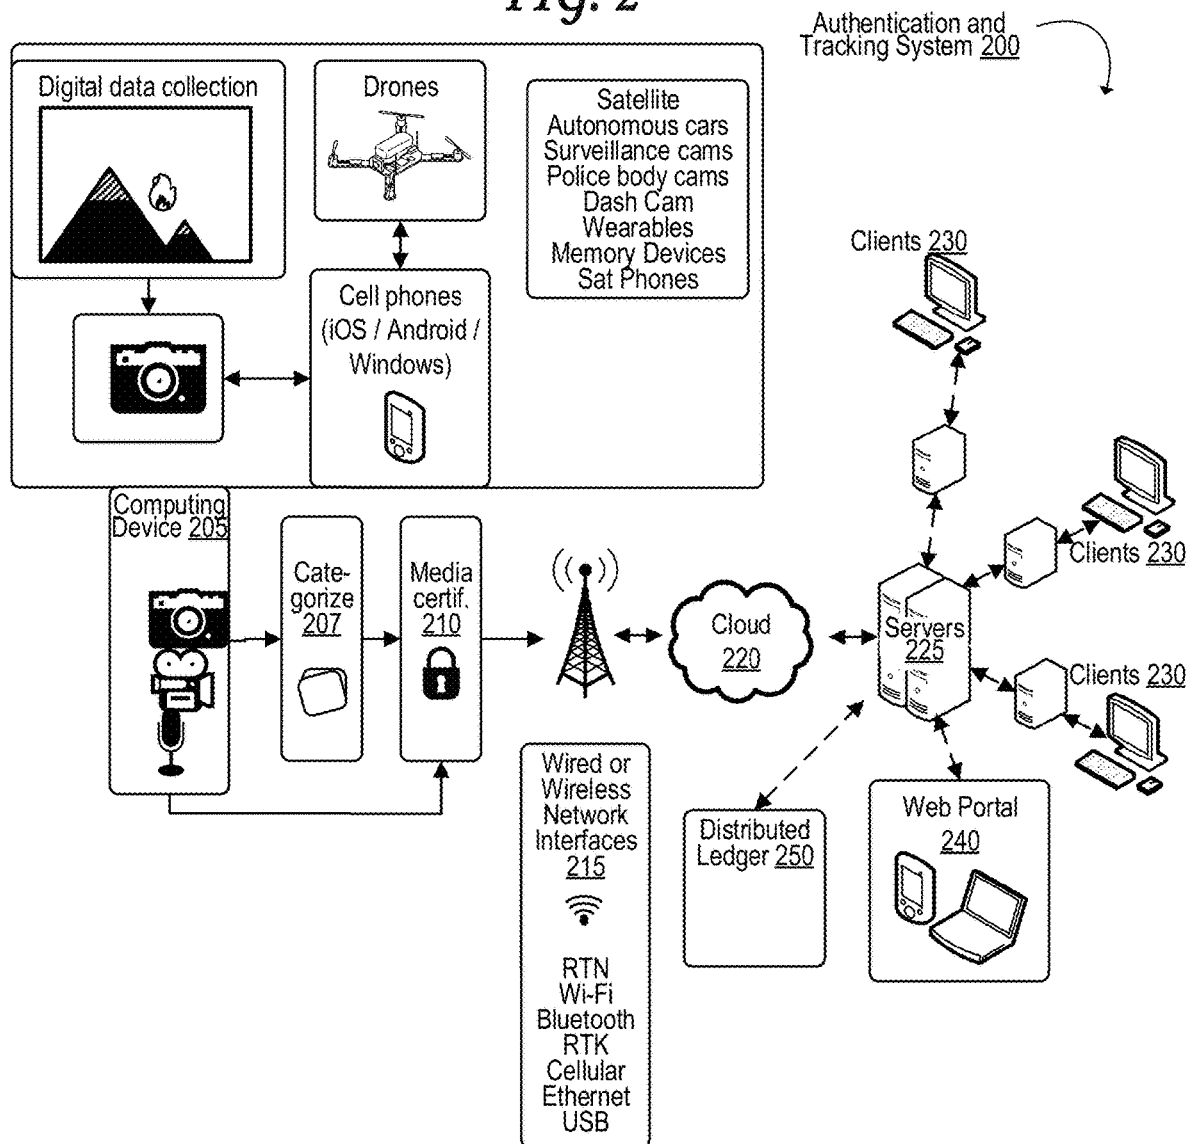 Fig. 2
Authentication and
Tracking System 200
Digital data collection
Drones
Satellite
Autonomous cars
Surveillance cams
Police body cams
Dash Cam
Wearables
Memory Devices
Sat Phones
Cell phones
(iOS / Android /
Windows)
Clients 230
Computing
Device 205
Cate-
gorize
207
Media
certif.
210
Cloud
220
Servers
225
Clients 230
Clients 230
Wired or
Wireless
Network
Interfaces
215
RTN
Wi-Fi
Bluetooth
RTK
Cellular
Ethernet
USB
Distributed
Ledger 250
Web Portal
240